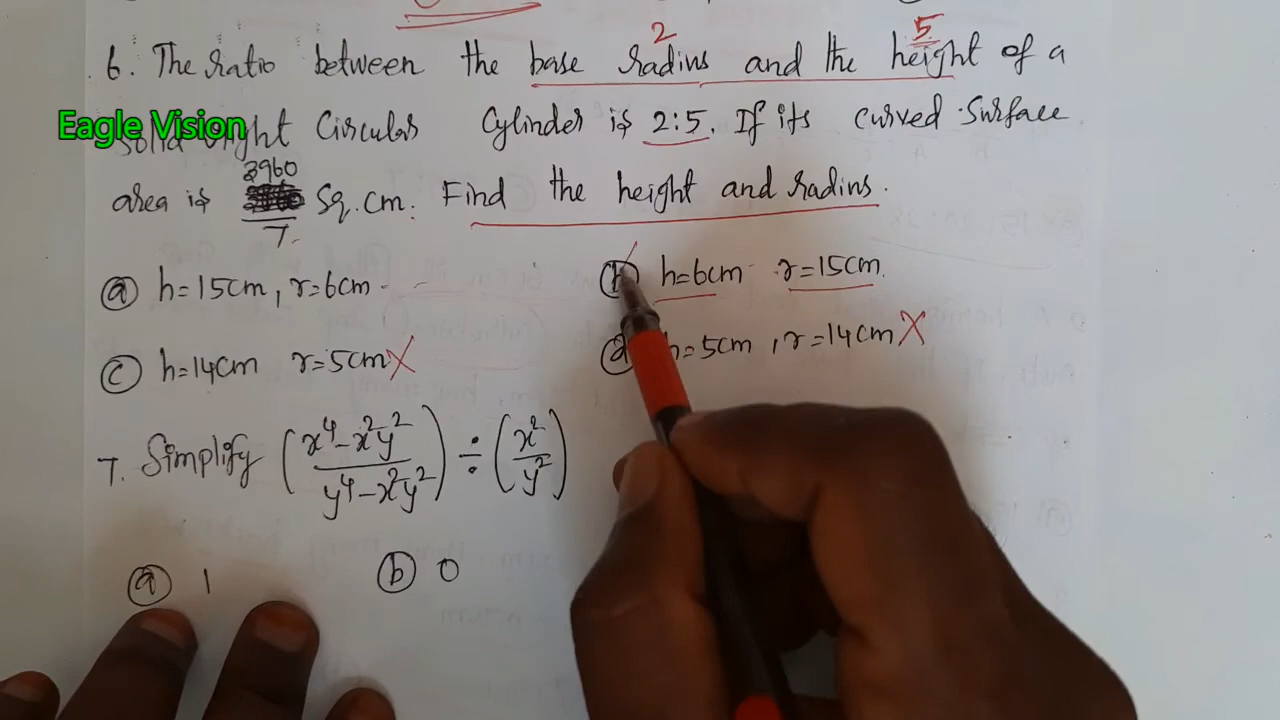 6. The ratio between the base radius and the height of a
2
5
Eagle Vision
solid right Circular Cylinder is 2:5. If its curved Surface
area is 3960/7 Sq.cm. Find the height and radius.
(a) h=15cm, r=6cm
(b) h=6cm r=15cm.
(c) h=14cm r=5cm X
(d) h=5cm, r=14cm X
7. Simplify (x⁴-x²y²/y⁴-x²y²) ÷ (x²/y²)
(a) 1 (b) 0